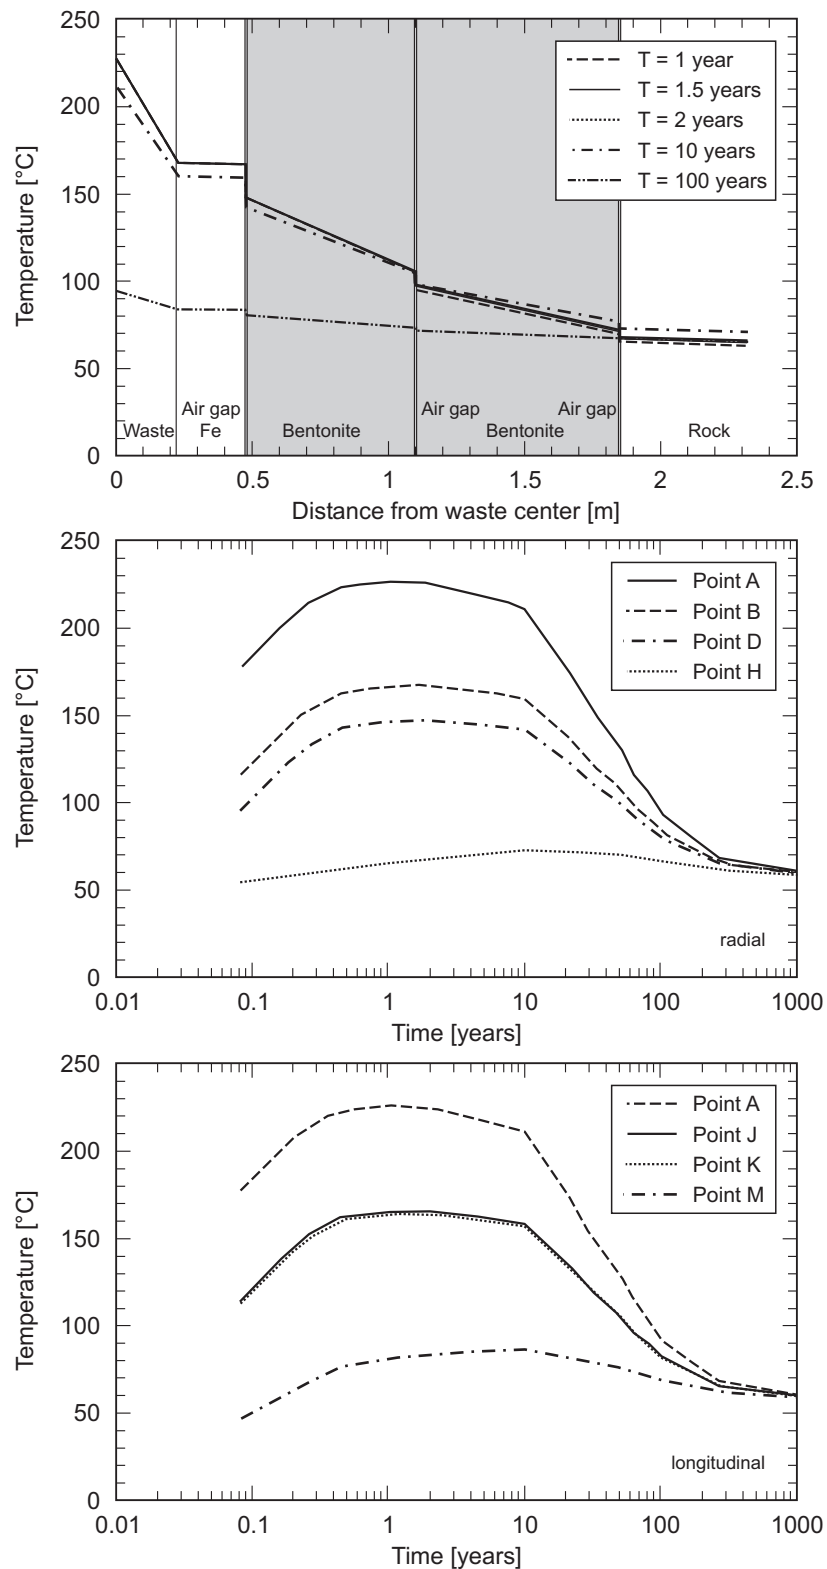 250
200
150
100
50
0
Temperature [°C]
T = 1 year
T = 1.5 years
T = 2 years
T = 10 years
T = 100 years
Air gap
Air gap
Air gap
Waste
Fe
Bentonite
Bentonite
Rock
0
0.5
1
1.5
2
2.5
Distance from waste center [m]
250
200
150
100
50
0
Temperature [°C]
Point A
Point B
Point D
Point H
radial
0.01
0.1
1
10
100
1000
Time [years]
250
200
150
100
50
0
Temperature [°C]
Point A
Point J
Point K
Point M
longitudinal
0.01
0.1
1
10
100
1000
Time [years]